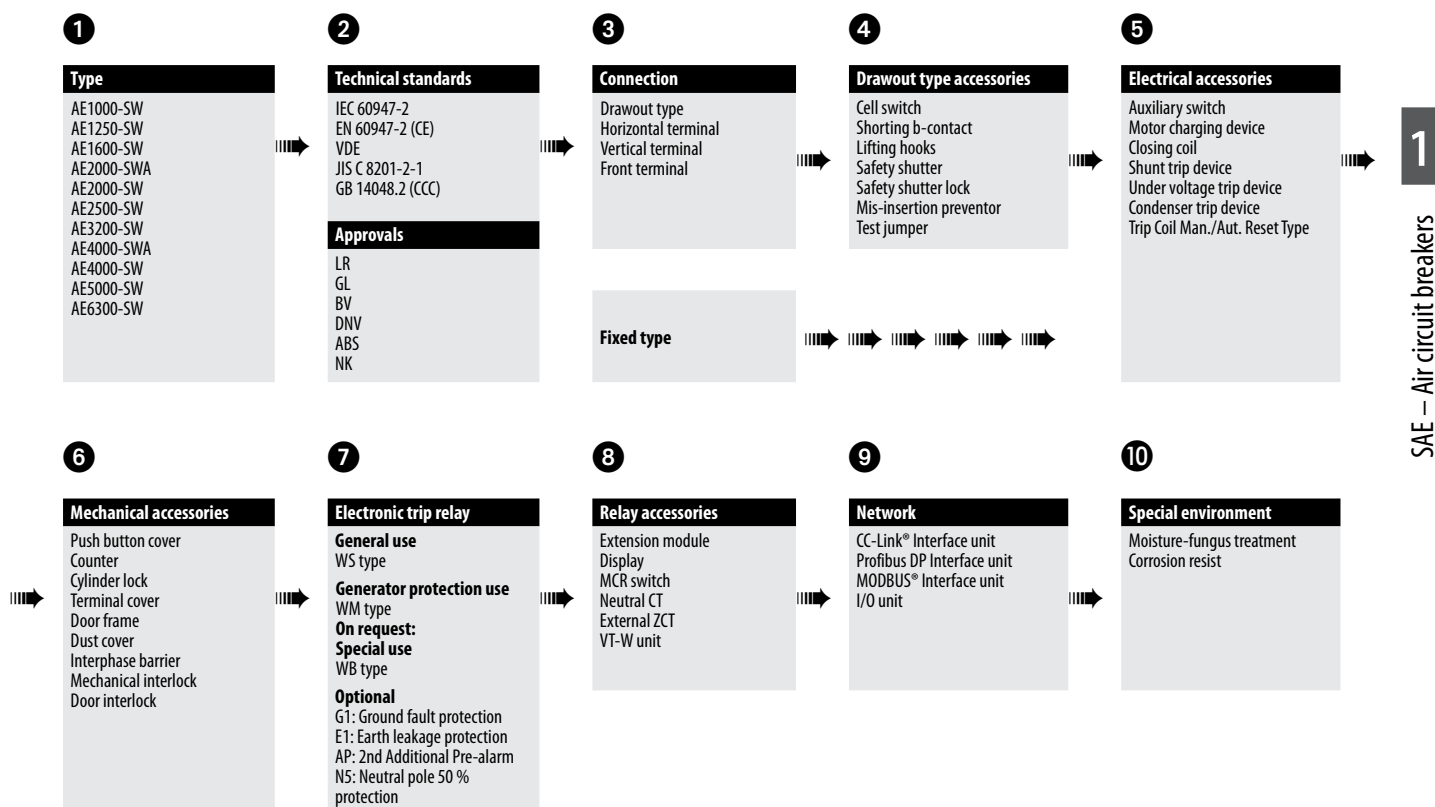 1
Type
AE1000-SW
AE1250-SW
AE1600-SW
AE2000-SWA
AE2000-SW
AE2500-SW
AE3200-SW
AE4000-SWA
AE4000-SW
AE5000-SW
AE6300-SW
2
Technical standards
IEC 60947-2
EN 60947-2 (CE)
VDE
JIS C 8201-2-1
GB 14048.2 (CCC)
Approvals
LR
GL
BV
DNV
ABS
NK
3
Connection
Drawout type
Horizontal terminal
Vertical terminal
Front terminal
Fixed type
4
Drawout type accessories
Cell switch
Shorting b-contact
Lifting hooks
Safety shutter
Safety shutter lock
Mis-insertion preventor
Test jumper
5
Electrical accessories
Auxiliary switch
Motor charging device
Closing coil
Shunt trip device
Under voltage trip device
Condenser trip device
Trip Coil Man./Aut. Reset Type
6
Mechanical accessories
Push button cover
Counter
Cylinder lock
Terminal cover
Door frame
Dust cover
Interphase barrier
Mechanical interlock
Door interlock
7
Electronic trip relay
General use
WS type
Generator protection use
WM type
On request:
Special use
WB type
Optional
G1: Ground fault protection
E1: Earth leakage protection
AP: 2nd Additional Pre-alarm
N5: Neutral pole 50 %
protection
8
Relay accessories
Extension module
Display
MCR switch
Neutral CT
External ZCT
VT-W unit
9
Network
CC-Link® Interface unit
Profibus DP Interface unit
MODBUS® Interface unit
I/O unit
10
Special environment
Moisture-fungus treatment
Corrosion resist
1
SAE – Air circuit breakers